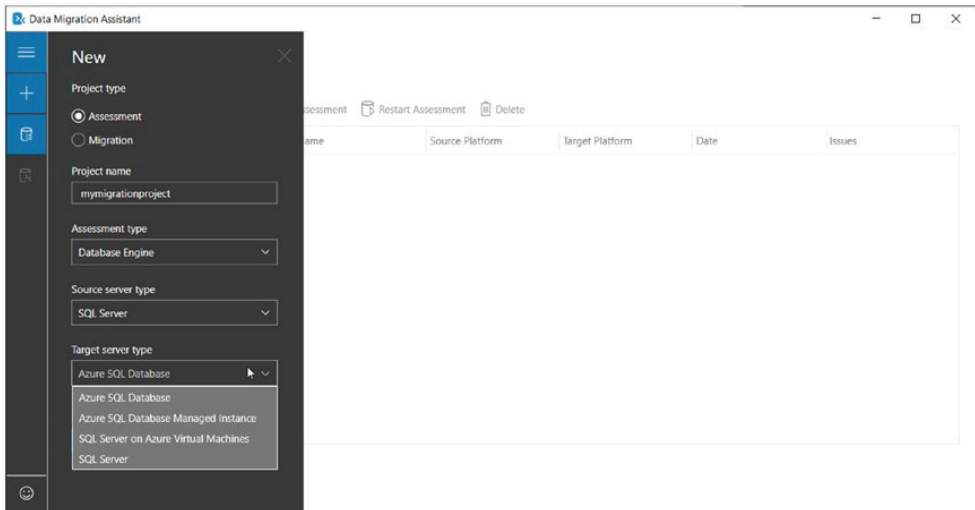 Data Migration Assistant
New
Project type
Assessment
Migration
Project name
mymigrationproject
Assessment type
Database Engine
Source server type
SQL Server
Target server type
Azure SQL Database
Azure SQL Database
Azure SQL Database Managed Instance
SQL Server on Azure Virtual Machines
SQL Server
Restart Assessment Delete
Source Platform Target Platform Date Issues